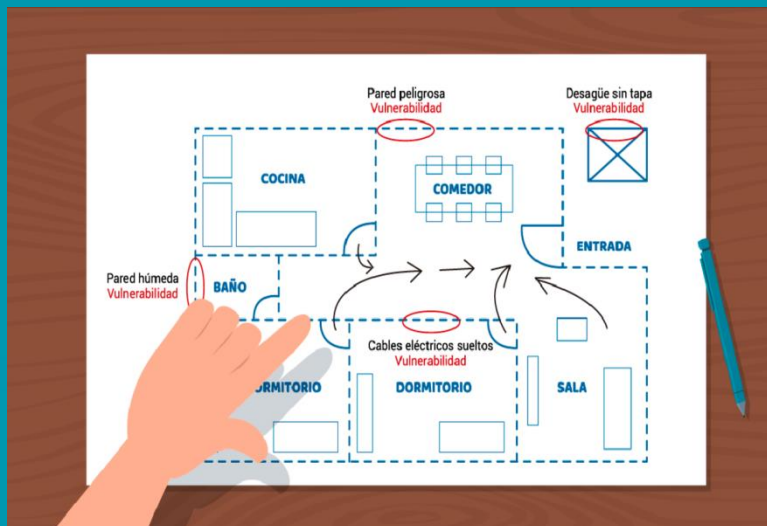 Pared peligrosa
Vulnerabilidad
Desagüe sin tapa
Vulnerabilidad
COCINA
COMEDOR
ENTRADA
Pared húmeda
Vulnerabilidad
BAÑO
Cables eléctricos sueltos
Vulnerabilidad
DORMITORIO
DORMITORIO
SALA